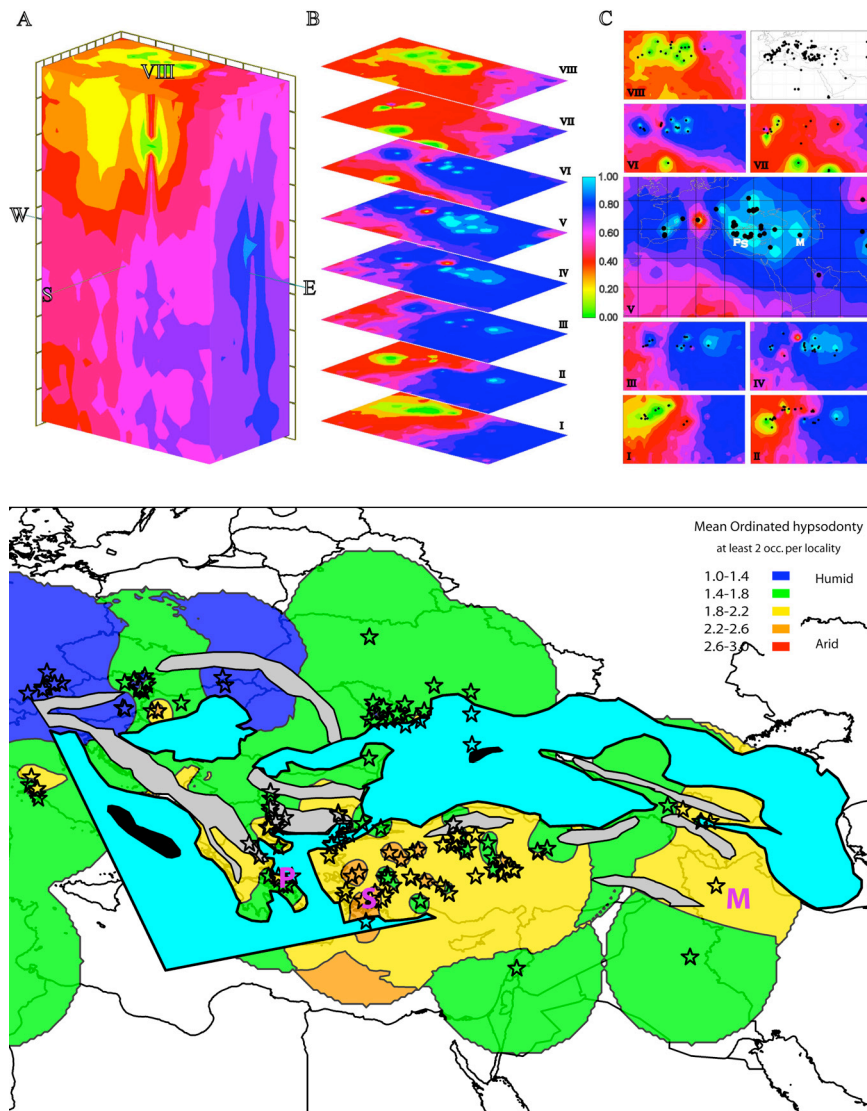 A
B
C
VIII
W
S
E
VIII
VII
VI
V
IV
III
II
I
1.00
0.80
0.60
0.40
0.20
0.00
VIII
VI
VII
PS
M
V
III
IV
I
II
Mean Ordinated hypsodonty
at least 2 occ. per locality
1.0-1.4
Humid
1.4-1.8
1.8-2.2
2.2-2.6
Arid
2.6-3.0
P
S
M